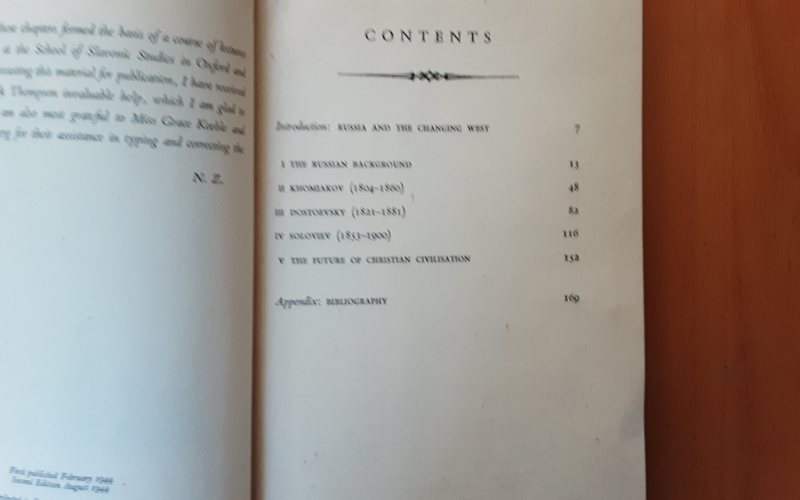 those chapters formed the basis of a course of lectures
at the School of Slavonic Studies in Oxford and
this material for publication, I have received
Thompson invaluable help, which I am glad to
am also most grateful to Miss Grace Keeble and
for their assistance in typing and correcting the
N. Z.
First published February 1944
Second Edition August 1944
CONTENTS
Introduction: RUSSIA AND THE CHANGING WEST 7
I THE RUSSIAN BACKGROUND 13
II KHOMIAKOV (1804–1860) 48
III DOSTOEVSKY (1821–1881) 82
IV SOLOVIEV (1853–1900) 116
V THE FUTURE OF CHRISTIAN CIVILISATION 152
Appendix: BIBLIOGRAPHY 169